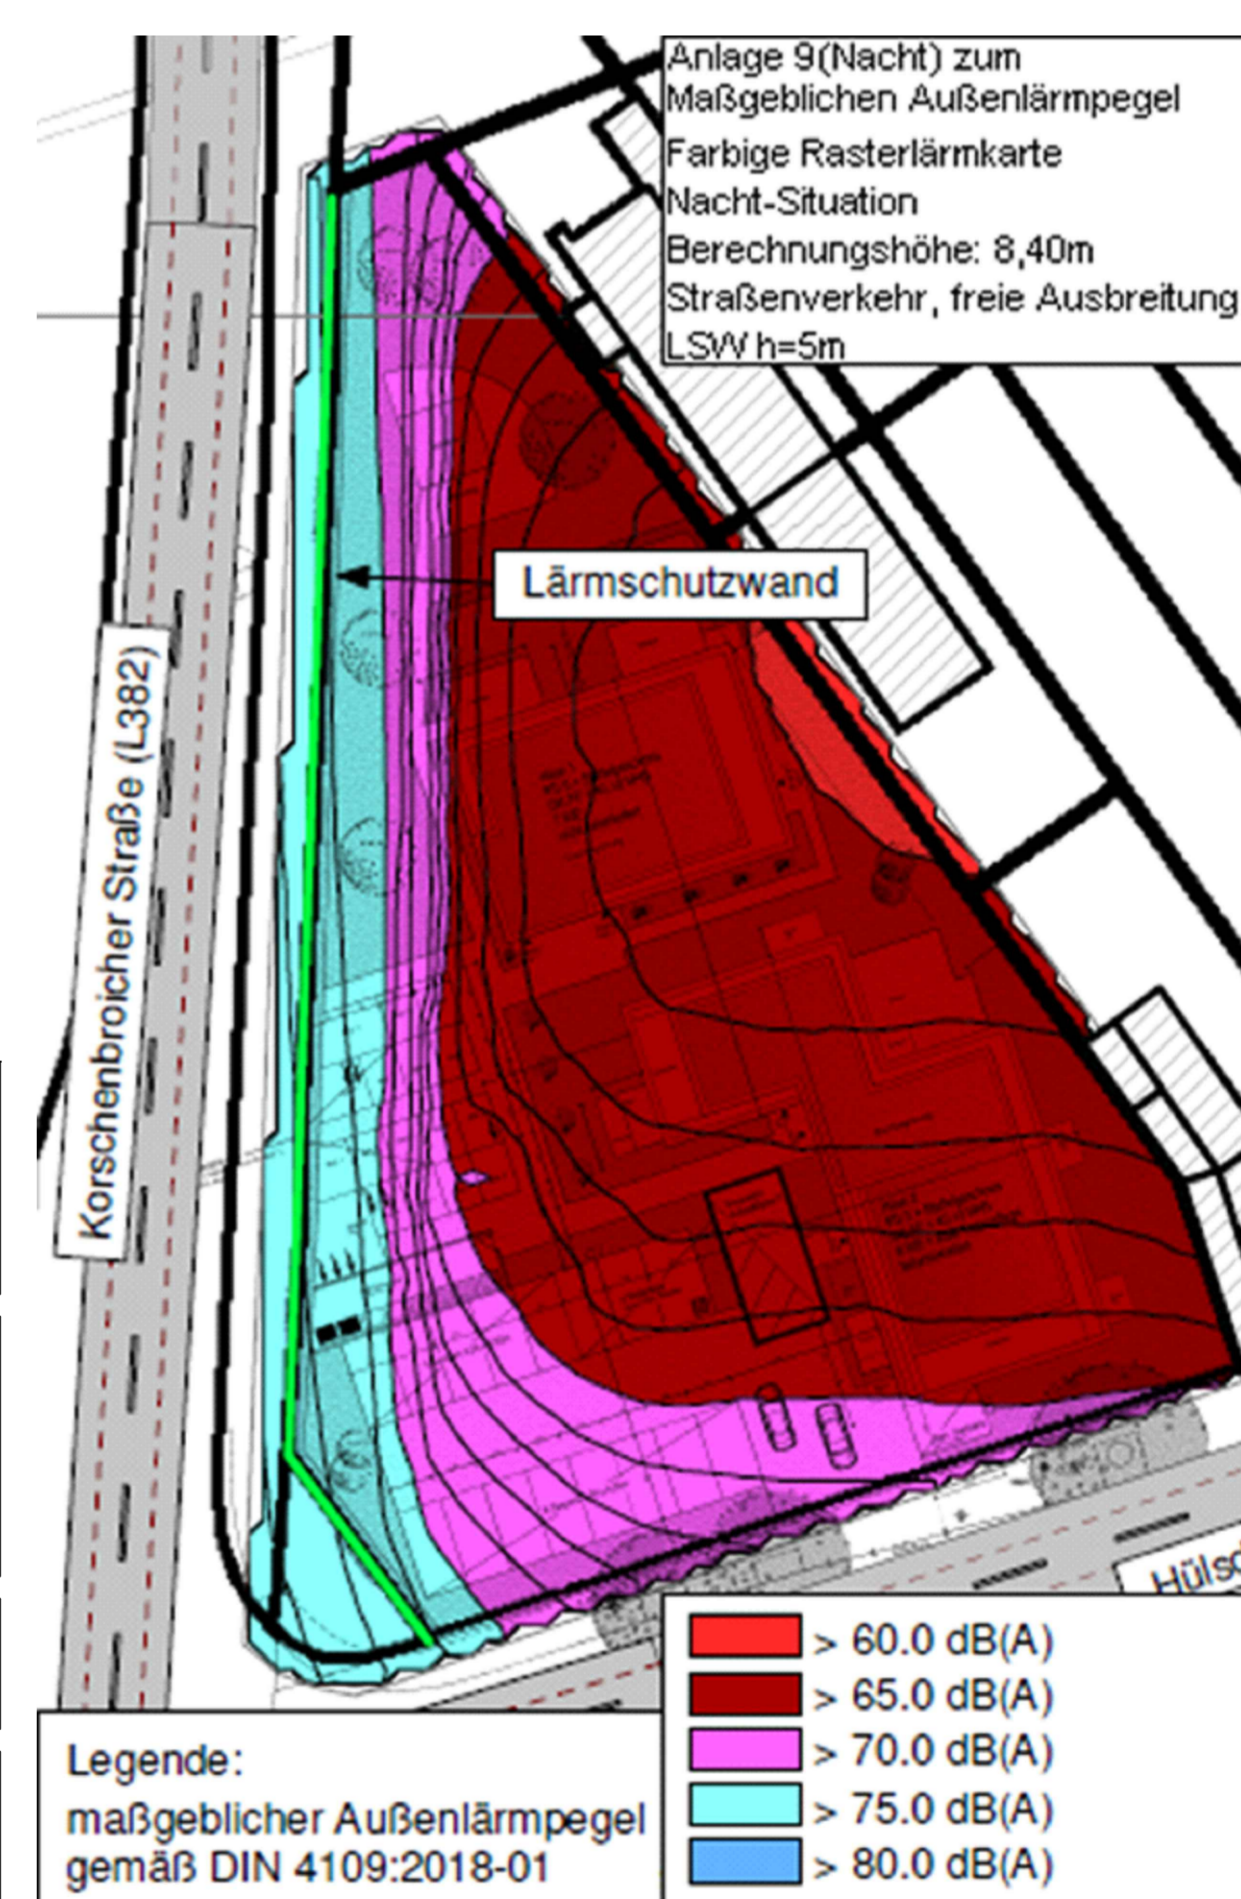 Anlage 9(Nacht) zum
Maßgeblichen Außenlärmpegel
Farbige Rasterlärmkarte
Nacht-Situation
Berechnungshöhe: 8,40m
Straßenverkehr, freie Ausbreitung
LSW h=5m
Lärmschutzwand
Korschenbroicher Straße (L382)
> 60.0 dB(A)
> 65.0 dB(A)
> 70.0 dB(A)
> 75.0 dB(A)
> 80.0 dB(A)
Legende:
maßgeblicher Außenlärmpegel
gemäß DIN 4109:2018-01